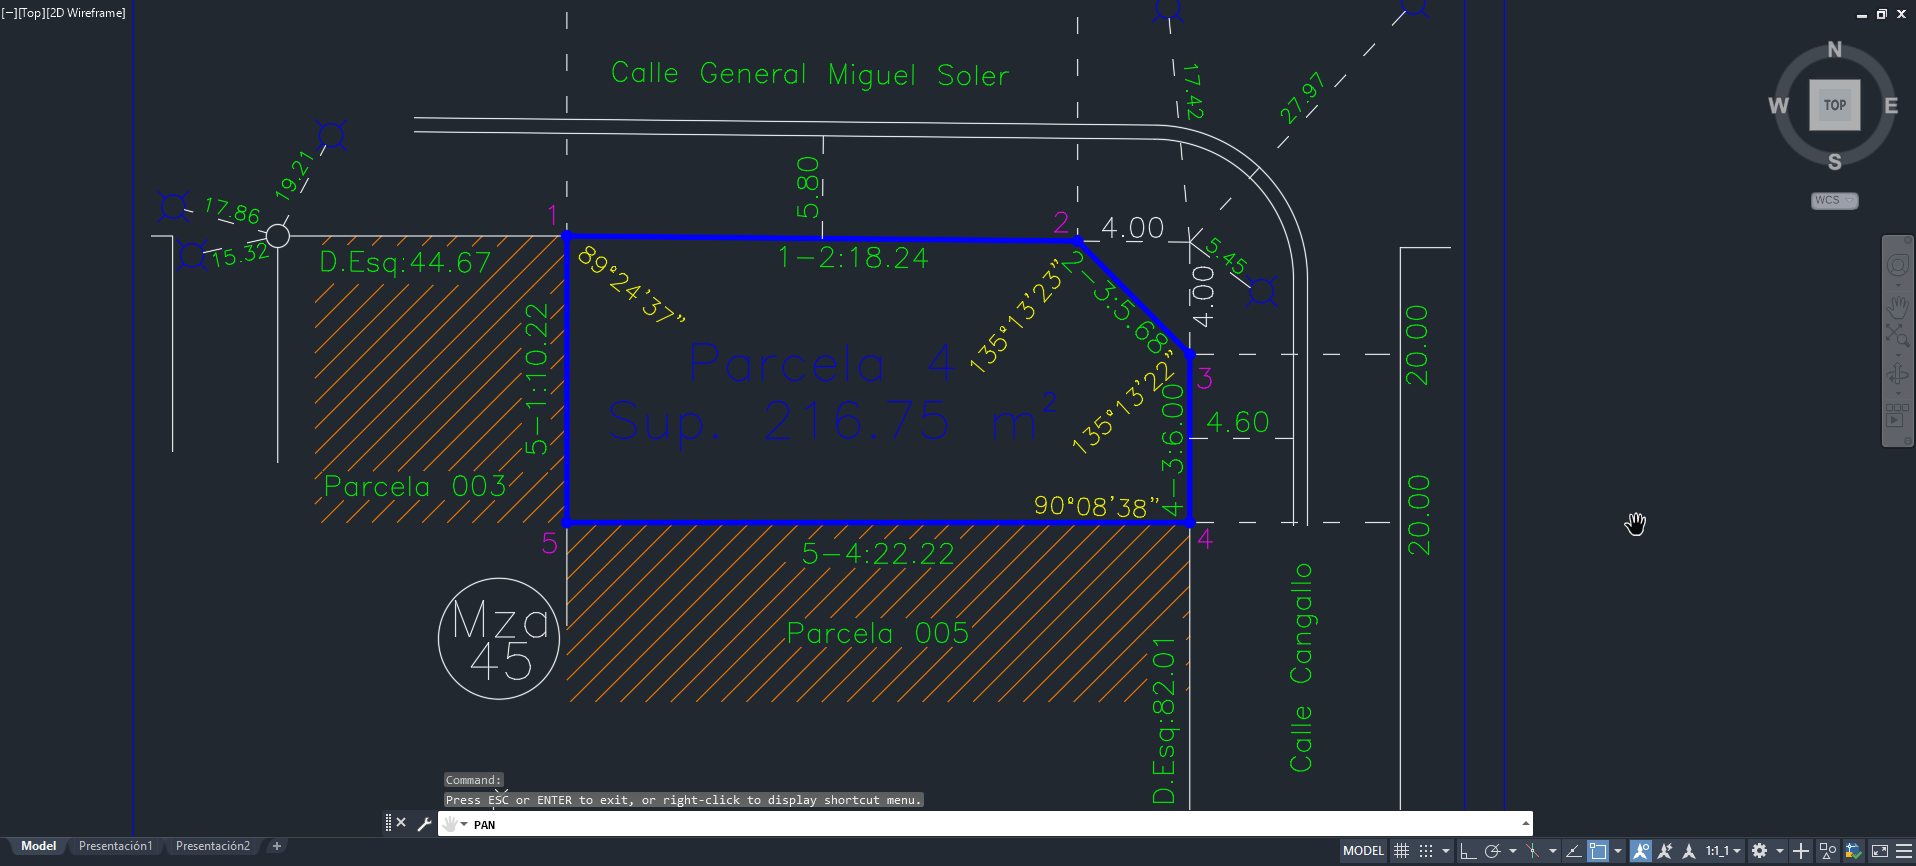 [−][Top][2D Wireframe]
Calle General Miguel Soler
17.42
27.97
19.21
17.86
15.32
5.80
1
2
4.00
5.45
D.Esq:44.67
89°24'37"
1−2:18.24
135°13'23"
2−3:5.68
4.00
5−1:10.22
Parcela 4
Sup. 216.75 m²
135°13'22"
3
4−3:6.00
4.60
20.00
Parcela 003
90°08'38"
20.00
5
5−4:22.22
4
Mza
45
Parcela 005
D.Esq:82.01
Calle Cangallo
N
W
TOP
E
S
WCS
Command:
Press ESC or ENTER to exit, or right-click to display shortcut menu.
PAN
Model
Presentación1
Presentación2
+
MODEL
1:1_1